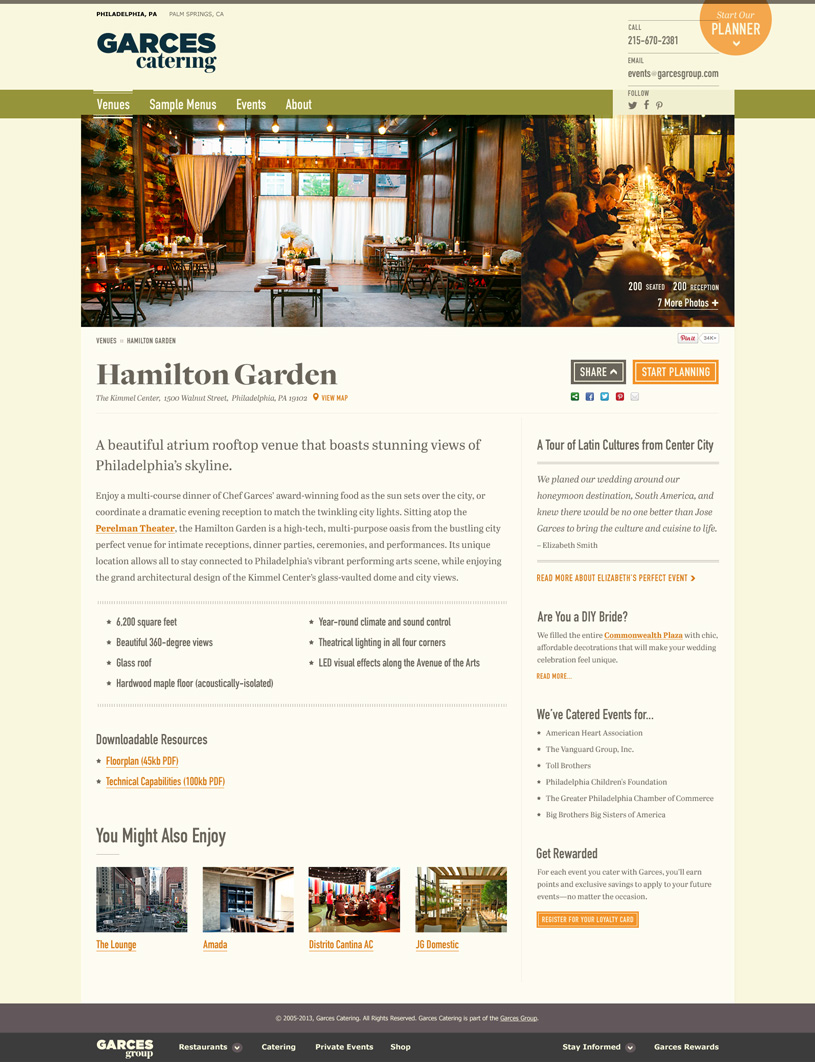 PHILADELPHIA, PA PALM SPRINGS, CA
GARCES
catering
Start Our
PLANNER
CALL
215-670-2381
EMAIL
events@garcesgroup.com
FOLLOW
Venues Sample Menus Events About
200 SEATED 200 RECEPTION
7 More Photos +
VENUES » HAMILTON GARDEN
Pin it 34K+
Hamilton Garden
SHARE START PLANNING
The Kimmel Center, 1500 Walnut Street, Philadelphia, PA 19102 VIEW MAP
A beautiful atrium rooftop venue that boasts stunning views of
Philadelphia's skyline.
Enjoy a multi-course dinner of Chef Garces' award-winning food as the sun sets over the city, or
coordinate a dramatic evening reception to match the twinkling city lights. Sitting atop the
Perelman Theater, the Hamilton Garden is a high-tech, multi-purpose oasis from the bustling city
perfect venue for intimate receptions, dinner parties, ceremonies, and performances. Its unique
location allows all to stay connected to Philadelphia's vibrant performing arts scene, while enjoying
the grand architectural design of the Kimmel Center's glass-vaulted dome and city views.
6,200 square feet
Beautiful 360-degree views
Glass roof
Hardwood maple floor (acoustically-isolated)
Year-round climate and sound control
Theatrical lighting in all four corners
LED visual effects along the Avenue of the Arts
Downloadable Resources
Floorplan (45kb PDF)
Technical Capabilities (100kb PDF)
You Might Also Enjoy
The Lounge
Amada
Distrito Cantina AC
JG Domestic
A Tour of Latin Cultures from Center City
We planed our wedding around our
honeymoon destination, South America, and
knew there would be no one better than Jose
Garces to bring the culture and cuisine to life.
– Elizabeth Smith
READ MORE ABOUT ELIZABETH'S PERFECT EVENT
Are You a DIY Bride?
We filled the entire Commonwealth Plaza with chic,
affordable decotrations that will make your wedding
celebration feel unique.
READ MORE...
We've Catered Events for...
American Heart Association
The Vanguard Group, Inc.
Toll Brothers
Philadelphia Children's Foundation
The Greater Philadelphia Chamber of Commerce
Big Brothers Big Sisters of America
Get Rewarded
For each event you cater with Garces, you'll earn
points and exclusive savings to apply to your future
events—no matter the occasion.
REGISTER FOR YOUR LOYALTY CARD
© 2005-2013, Garces Catering. All Rights Reserved. Garces Catering is part of the Garces Group.
GARCES
group
Restaurants Catering Private Events Shop Stay Informed Garces Rewards